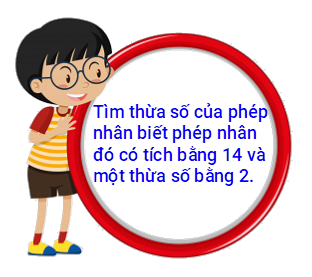 Tìm thừa số của phép
nhân biết phép nhân
đó có tích bằng 14 và
một thừa số bằng 2.